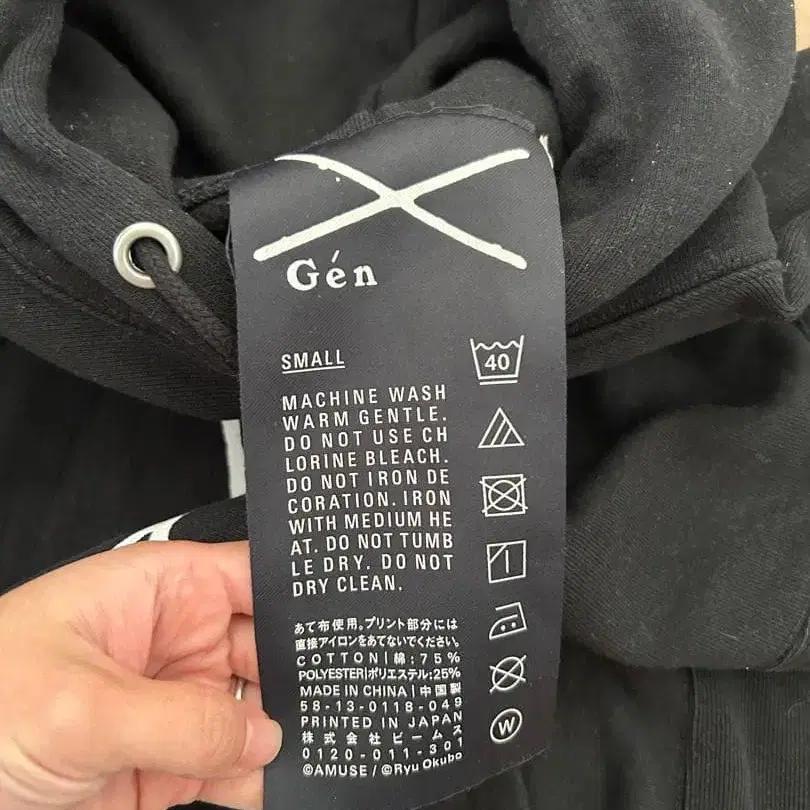 Gén
SMALL
40
MACHINE WASH
WARM GENTLE.
DO NOT USE CH
LORINE BLEACH.
DO NOT IRON DE
CORATION. IRON
WITH MEDIUM HE
AT. DO NOT TUMB
LE DRY. DO NOT
DRY CLEAN.
W
あて布使用。プリント部分には
直接アイロンをあてないでください。
COTTON | 綿:75%
POLYESTER|ポリエステル:25%
MADE IN CHINA | 中国製
58-13-0118-049
PRINTED IN JAPAN
株式会社ビームス
0120-011-301
©AMUSE / ©Ryu Okubo